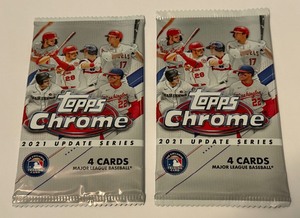 Topps
Chrome
2021 UPDATE SERIES
4 CARDS
MAJOR LEAGUE BASEBALL®
Topps
Chrome
2021 UPDATE SERIES
4 CARDS
MAJOR LEAGUE BASEBALL®